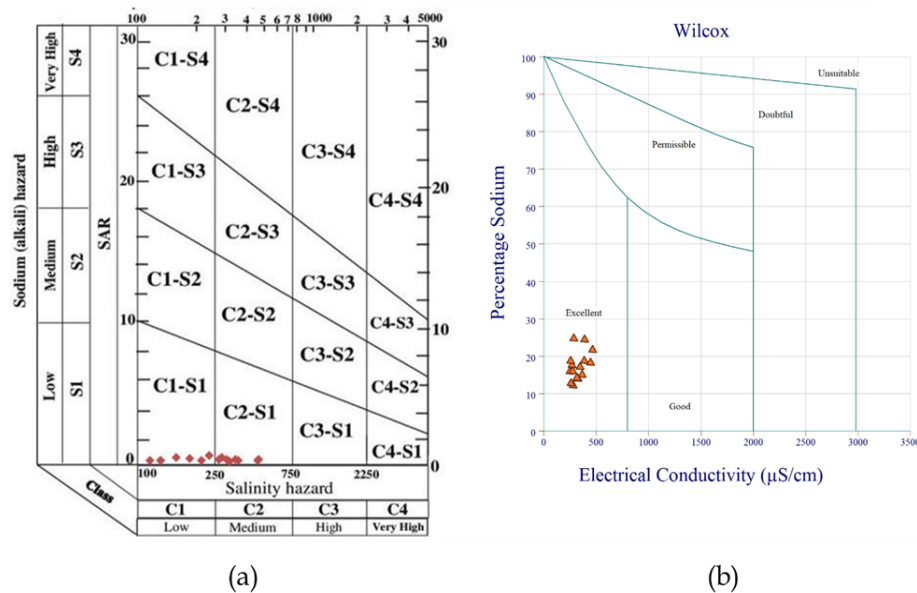 100 2 3 4 5 6 7 8 1000 2 3 4 5000
30 30
20 20
10 10
0 0
Sodium (alkali) hazard
Very High
High
Medium
Low
S4
S3
S2
S1
SAR
C1-S4
C2-S4
C3-S4
C4-S4
C1-S3
C2-S3
C3-S3
C4-S3
C1-S2
C2-S2
C3-S2
C4-S2
C1-S1
C2-S1
C3-S1
C4-S1
100 250 750 2250
Salinity hazard
Class
C1 C2 C3 C4
Low Medium High Very High
(a)
Wilcox
Percentage Sodium
100
90
80
70
60
50
40
30
20
10
0
Unsuitable
Doubtful
Permissible
Excellent
Good
0 500 1000 1500 2000 2500 3000 3500
Electrical Conductivity (µS/cm)
(b)